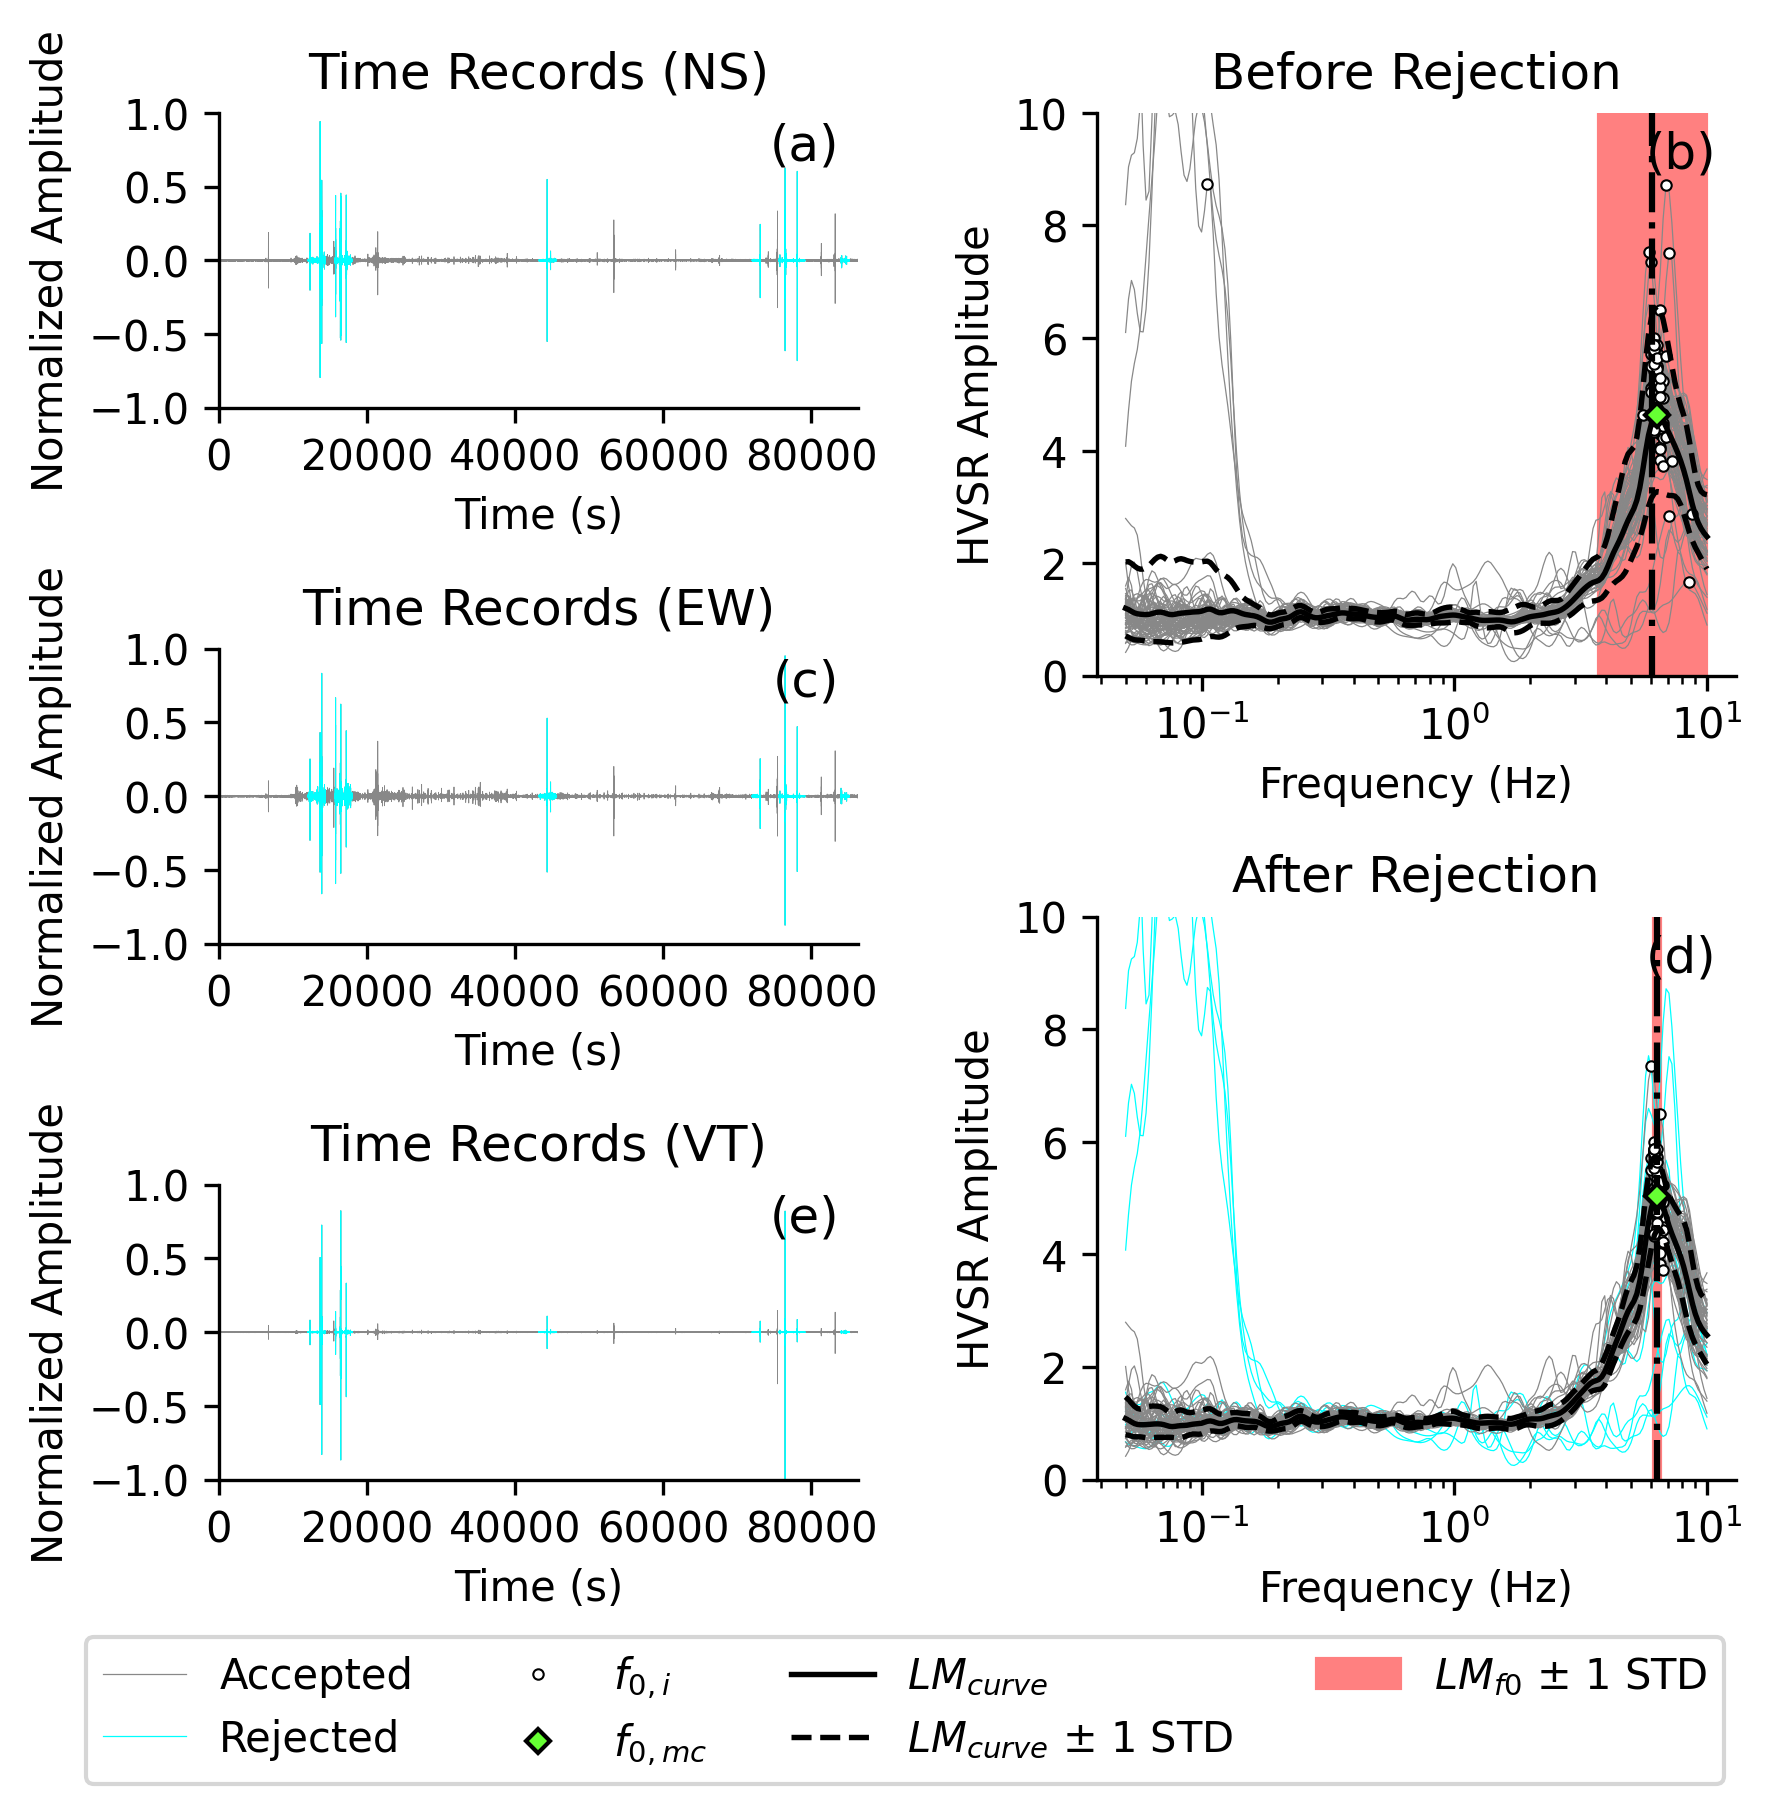 Time Records (NS)
Normalized Amplitude
1.0
0.5
0.0
−0.5
−1.0
(a)
0 20000 40000 60000 80000
Time (s)
Before Rejection
HVSR Amplitude
10
8
6
4
2
0
(b)
10⁻¹ 10⁰ 10¹
Frequency (Hz)
Time Records (EW)
Normalized Amplitude
1.0
0.5
0.0
−0.5
−1.0
(c)
0 20000 40000 60000 80000
Time (s)
After Rejection
HVSR Amplitude
10
8
6
4
2
0
(d)
10⁻¹ 10⁰ 10¹
Frequency (Hz)
Time Records (VT)
Normalized Amplitude
1.0
0.5
0.0
−0.5
−1.0
(e)
0 20000 40000 60000 80000
Time (s)
Accepted
Rejected
f0,i
f0,mc
LMcurve
LMcurve ± 1 STD
LMf0 ± 1 STD